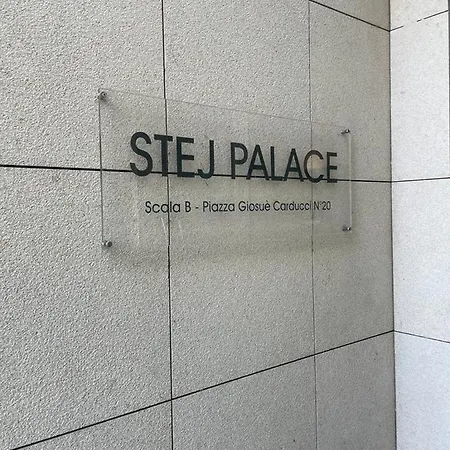 STEJ PALACE
Scala B - Piazza Giosuè Carducci N°20